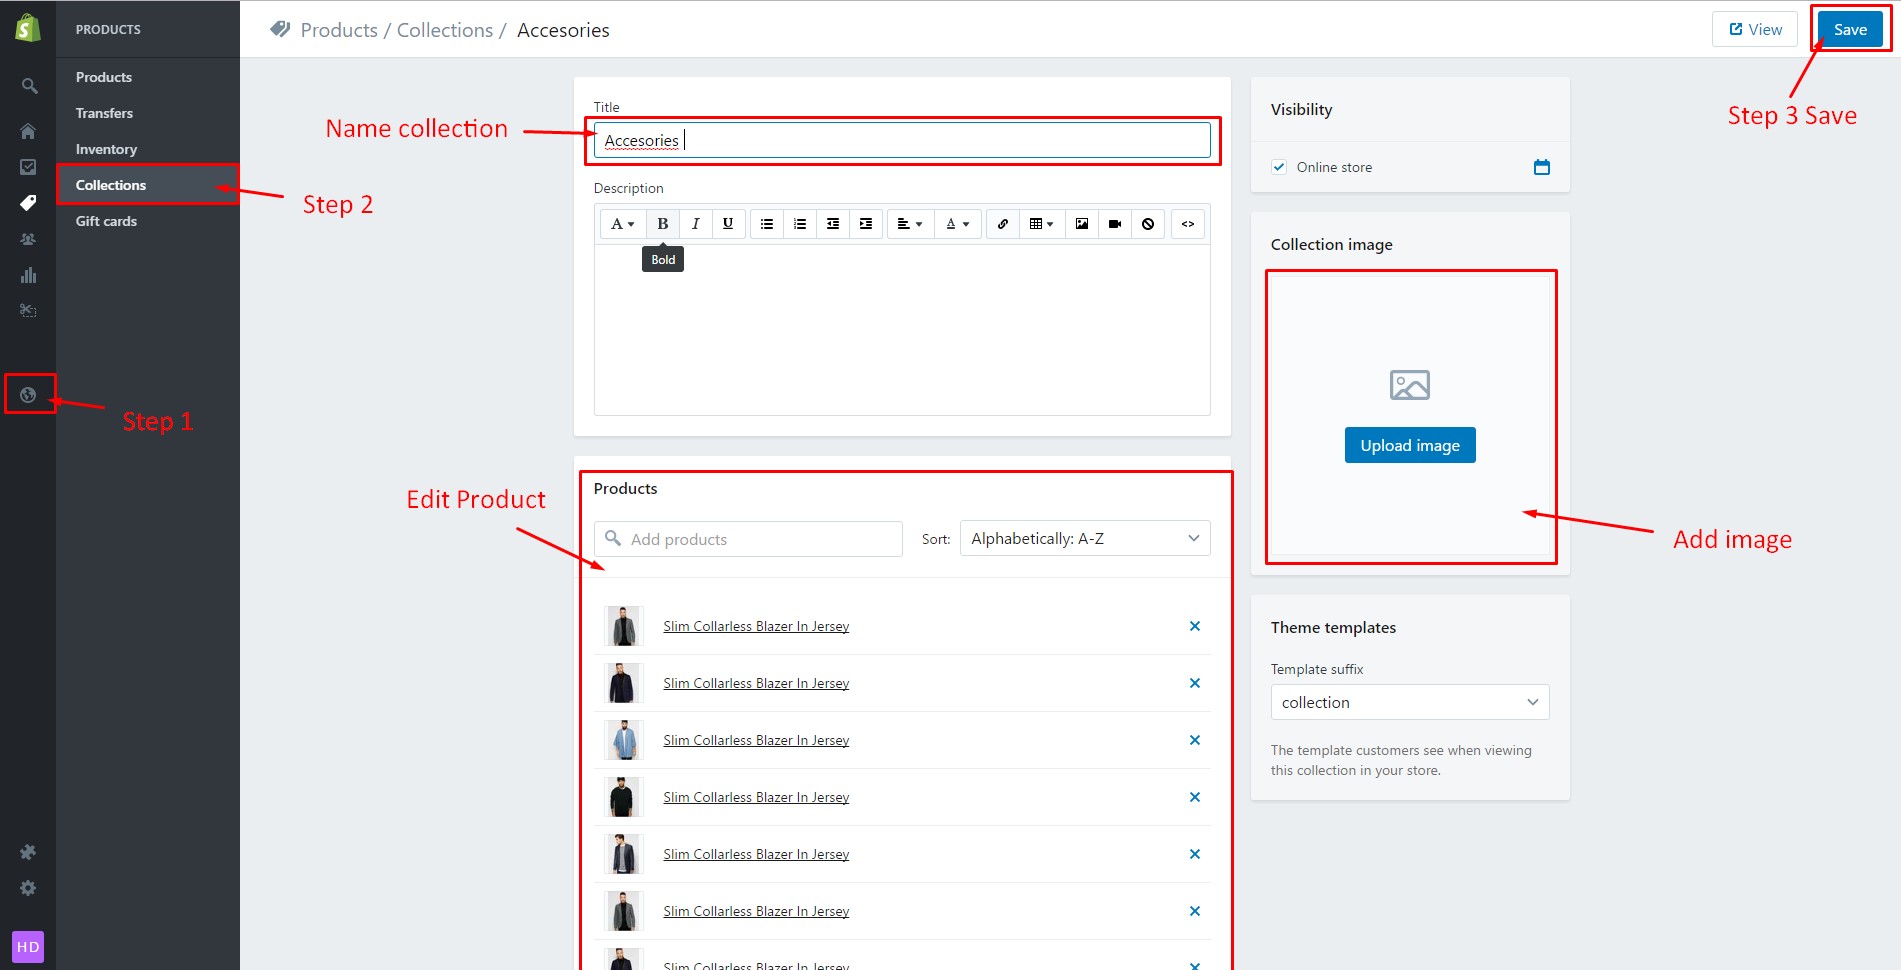 PRODUCTS
Products / Collections / Accesories
View
Save
Products
Transfers
Inventory
Collections
Gift cards
Step 1
Step 2
Step 3 Save
Name collection
Title
Accesories
Description
A B I U A <>
Bold
Visibility
Online store
Collection image
Upload image
Add image
Edit Product
Products
Add products
Sort: Alphabetically: A-Z
Slim Collarless Blazer In Jersey
Slim Collarless Blazer In Jersey
Slim Collarless Blazer In Jersey
Slim Collarless Blazer In Jersey
Slim Collarless Blazer In Jersey
Slim Collarless Blazer In Jersey
Slim Collarless Blazer In Jersey
Theme templates
Template suffix
collection
The template customers see when viewing
this collection in your store.
HD